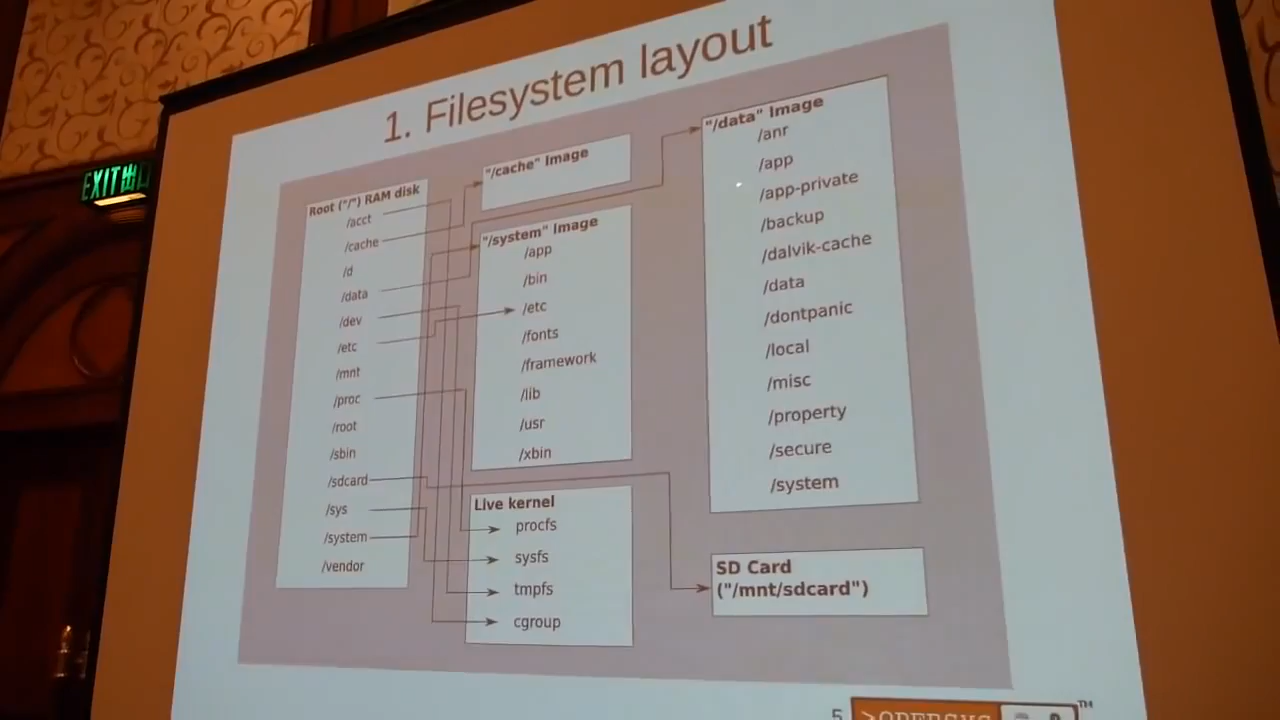 1. Filesystem layout
EXIT
Root ("/") RAM disk
/acct
/cache
/d
/data
/dev
/etc
/mnt
/proc
/root
/sbin
/sdcard
/sys
/system
/vendor
"/cache" Image
"/system" Image
/app
/bin
/etc
/fonts
/framework
/lib
/usr
/xbin
Live kernel
procfs
sysfs
tmpfs
cgroup
"/data" Image
/anr
/app
/app-private
/backup
/dalvik-cache
/data
/dontpanic
/local
/misc
/property
/secure
/system
SD Card
("/mnt/sdcard")
5
TM